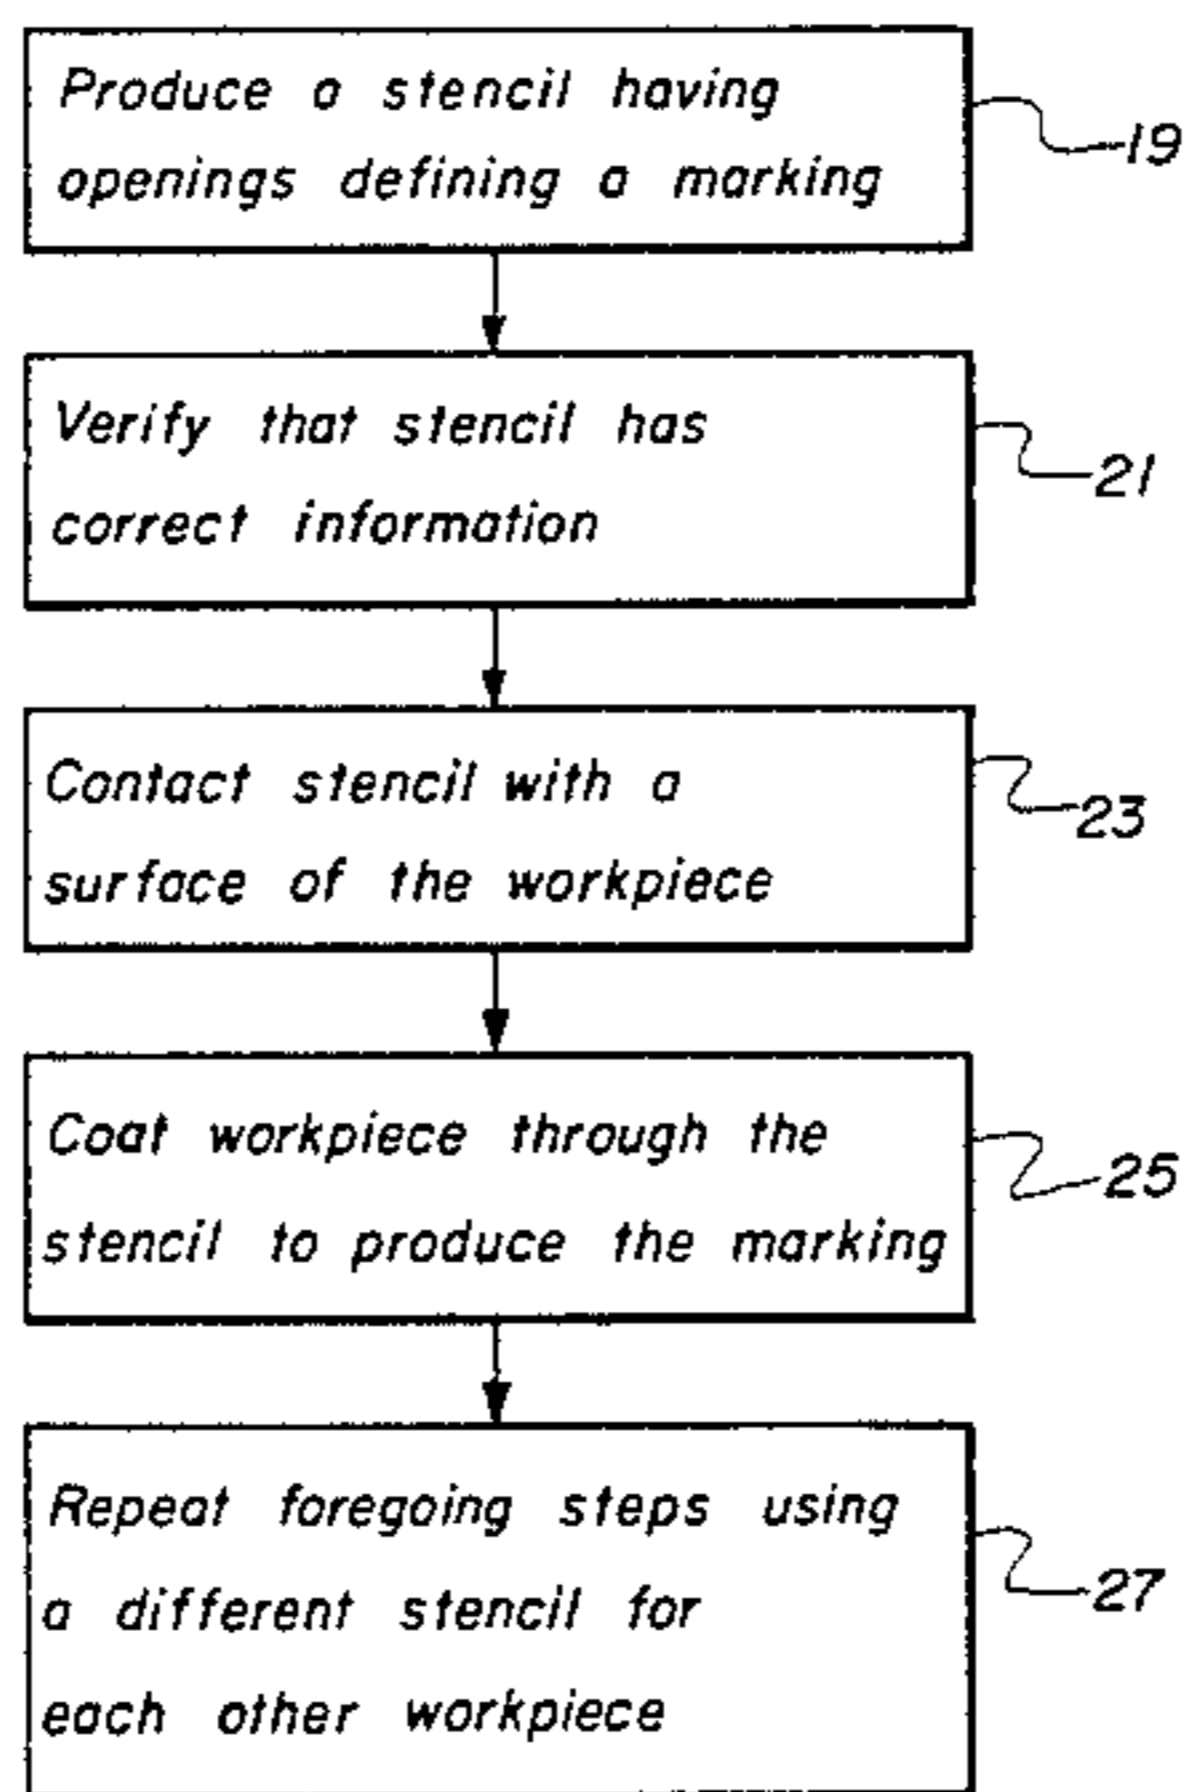 Produce a stencil having
openings defining a marking
19
Verify that stencil has
correct information
21
Contact stencil with a
surface of the workpiece
23
Coat workpiece through the
stencil to produce the marking
25
Repeat foregoing steps using
a different stencil for
each other workpiece
27